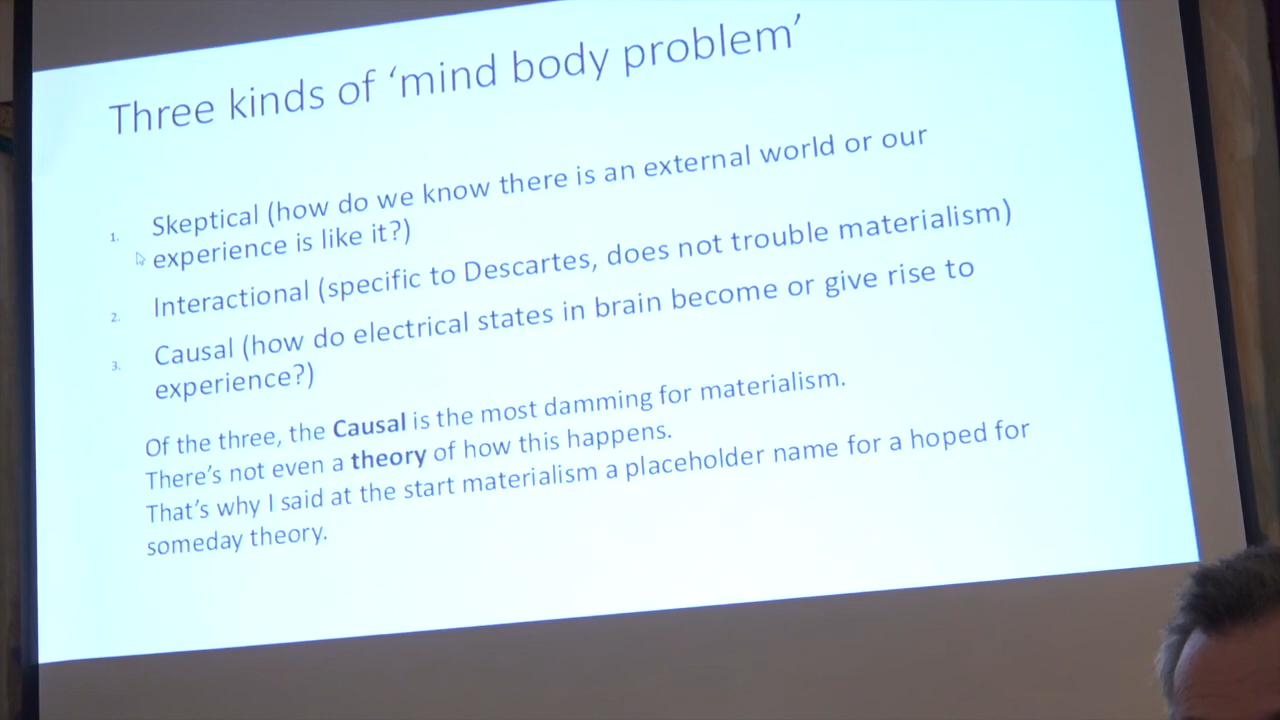 Three kinds of ‘mind body problem’
1. Skeptical (how do we know there is an external world or our
experience is like it?)
2. Interactional (specific to Descartes, does not trouble materialism)
3. Causal (how do electrical states in brain become or give rise to
experience?)
Of the three, the Causal is the most damming for materialism.
There’s not even a theory of how this happens.
That’s why I said at the start materialism a placeholder name for a hoped for
someday theory.